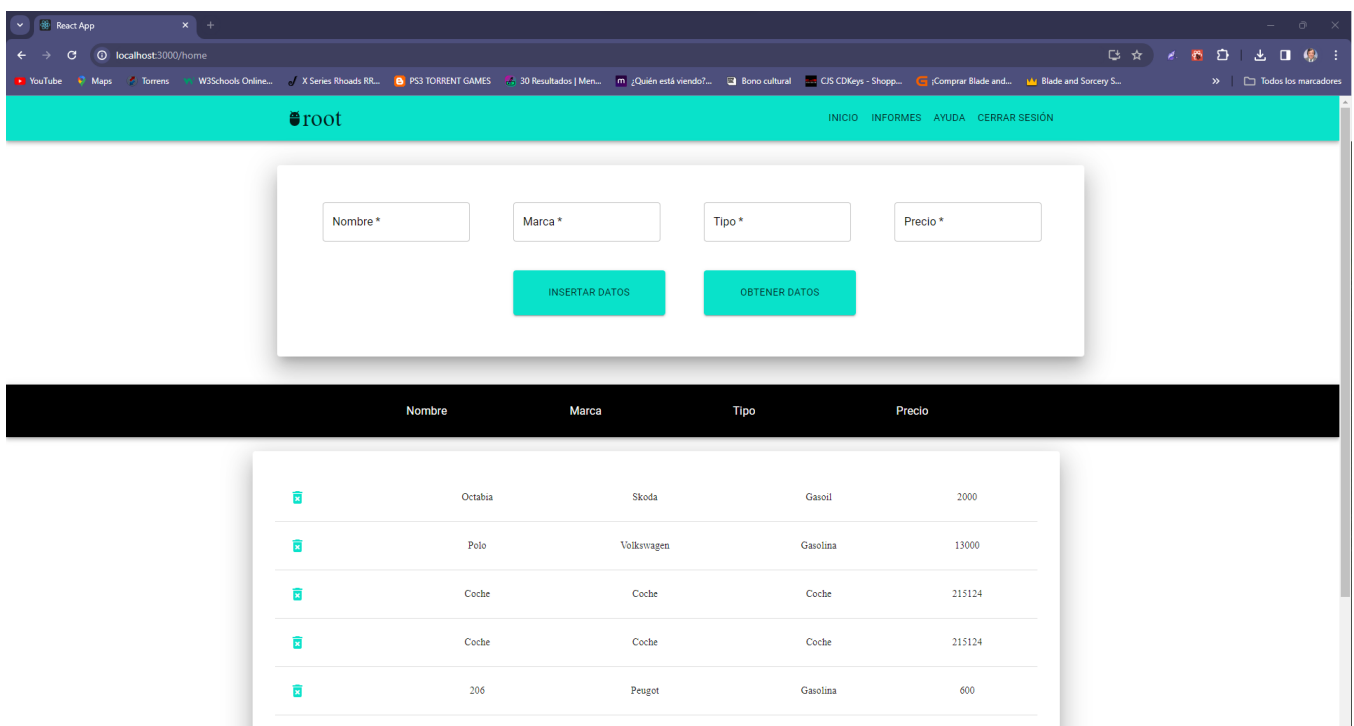 React App
localhost:3000/home
YouTube Maps Torrens W3Schools Online... X Series Rhoads RR... PS3 TORRENT GAMES 30 Resultados | Men... ¿Quién está viendo?... Bono cultural CJS CDKeys - Shopp... ¡Comprar Blade and... Blade and Sorcery S... » Todos los marcadores
root INICIO INFORMES AYUDA CERRAR SESIÓN
Nombre * Marca * Tipo * Precio *
INSERTAR DATOS OBTENER DATOS
Nombre Marca Tipo Precio
Octabia Skoda Gasoil 2000
Polo Volkswagen Gasolina 13000
Coche Coche Coche 215124
Coche Coche Coche 215124
206 Peugot Gasolina 600